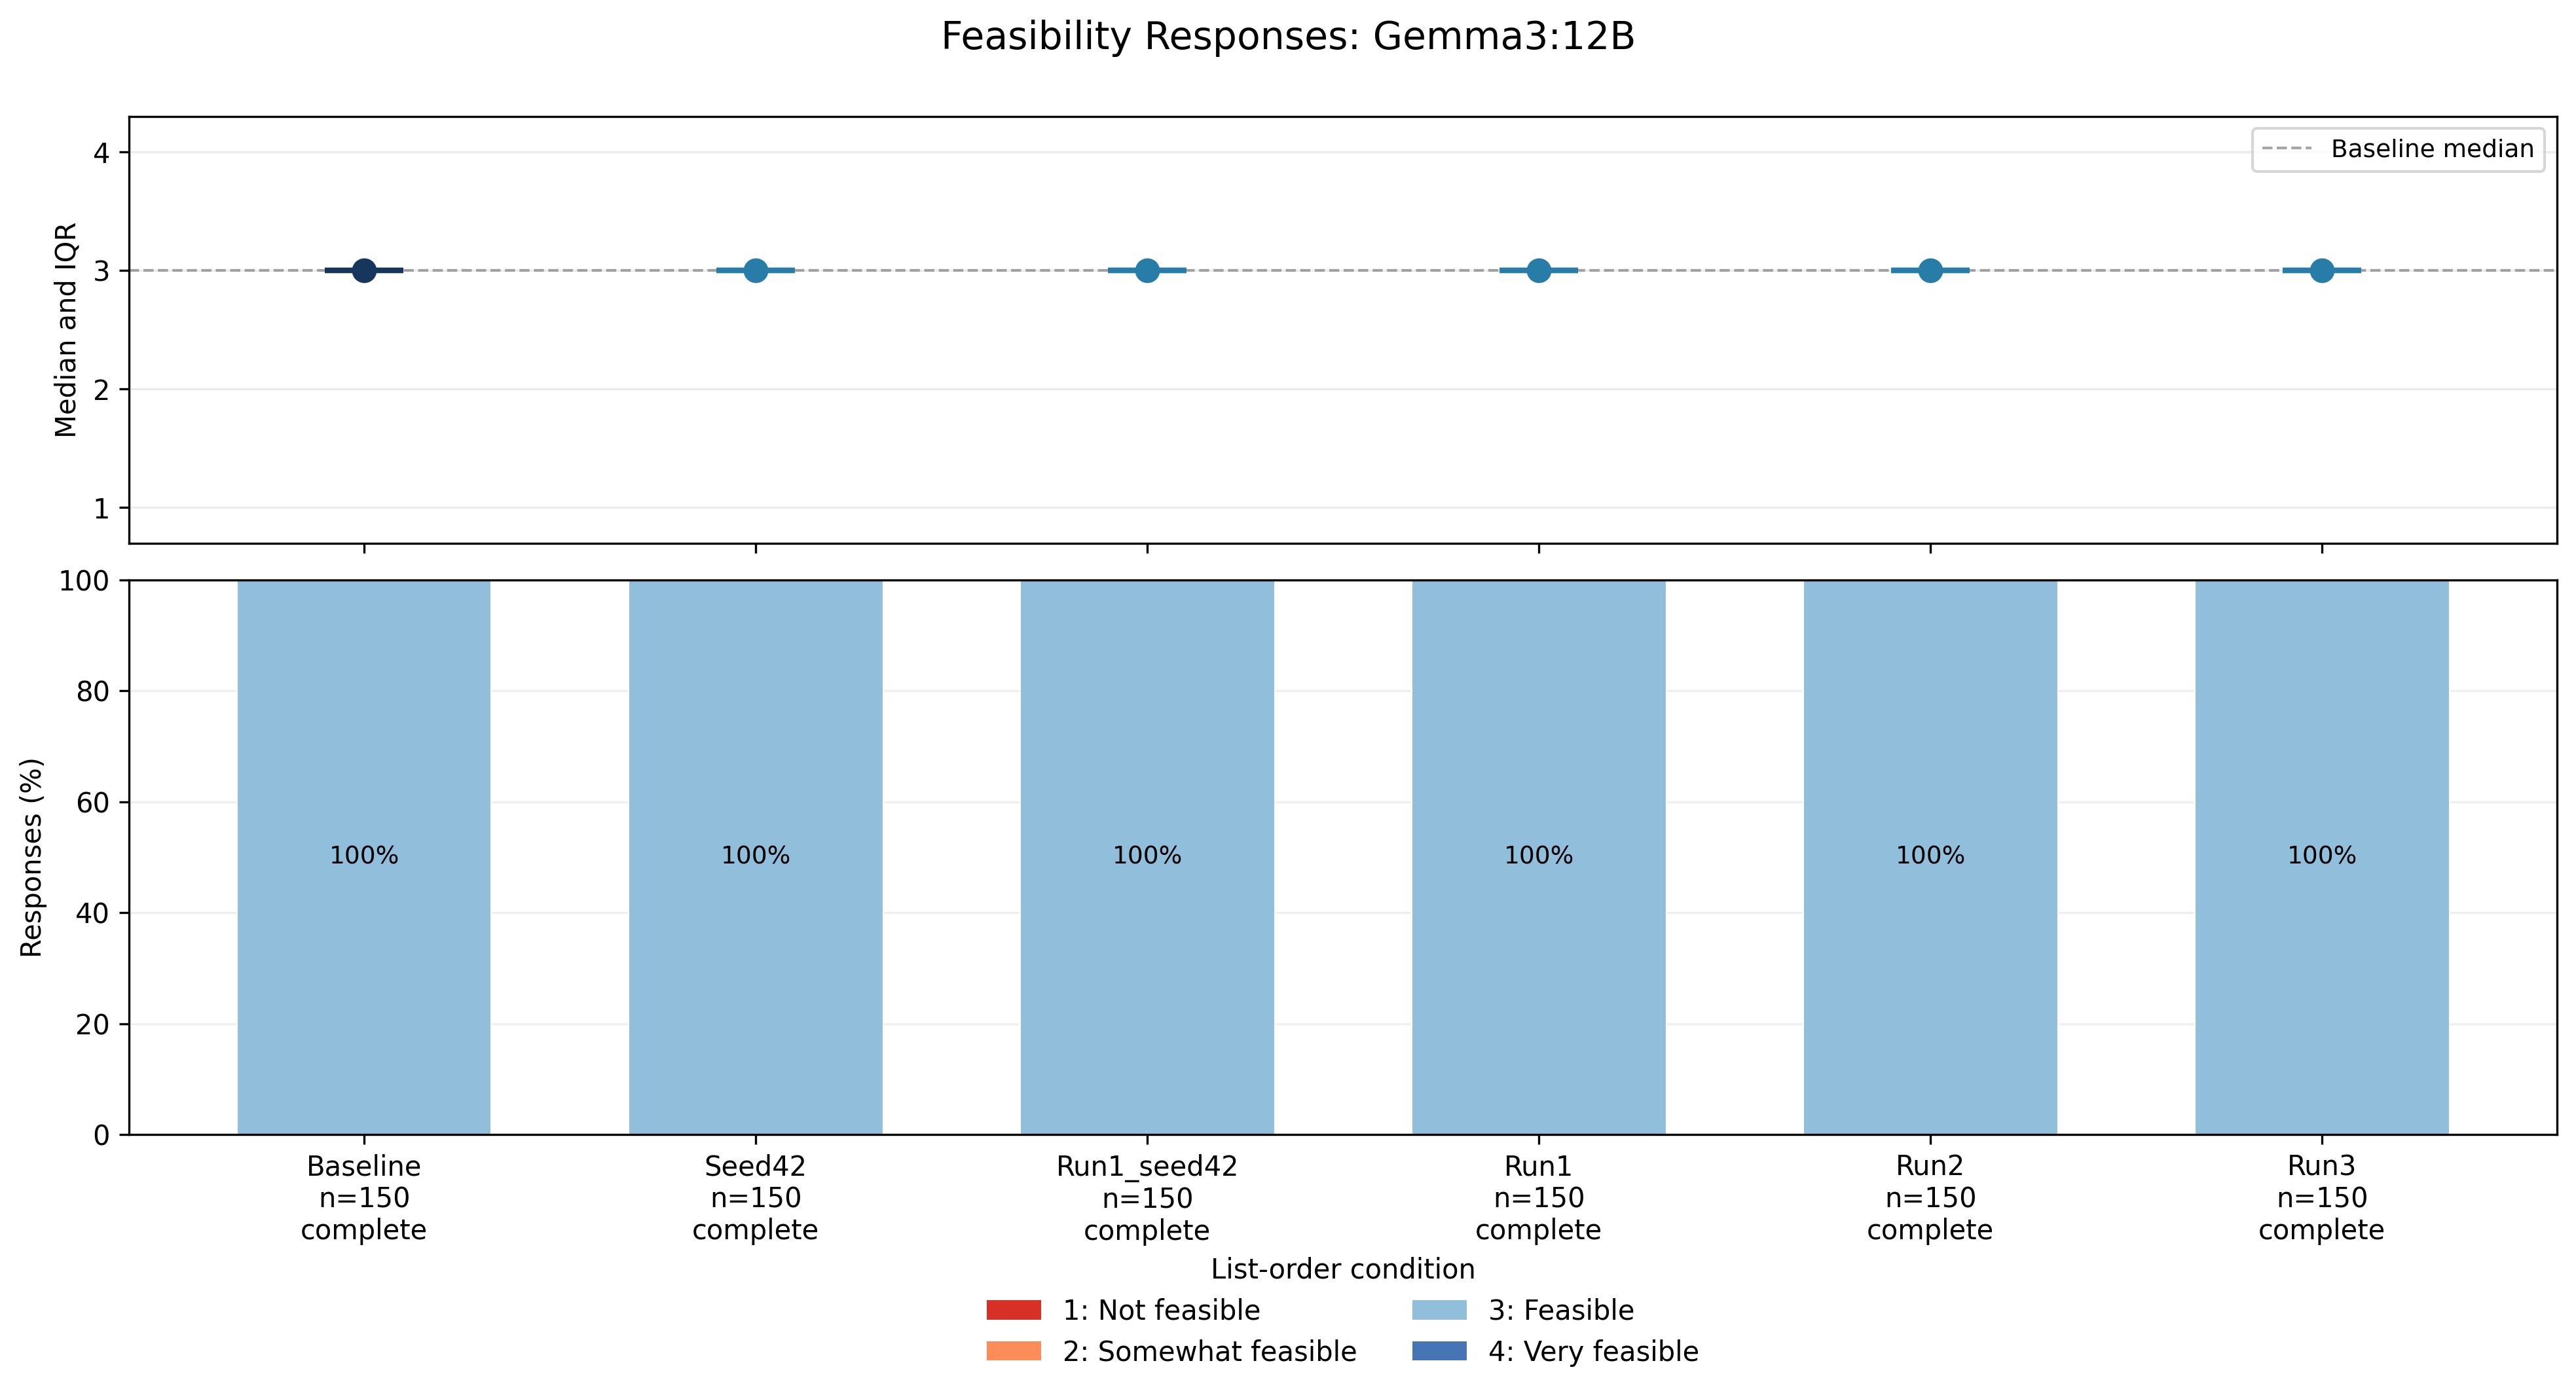 Feasibility Responses: Gemma3:12B
Median and IQR
4
3
2
1
Baseline median
Responses (%)
100
80
60
40
20
0
100%
100%
100%
100%
100%
100%
Baseline
n=150
complete
Seed42
n=150
complete
Run1_seed42
n=150
complete
Run1
n=150
complete
Run2
n=150
complete
Run3
n=150
complete
List-order condition
1: Not feasible
2: Somewhat feasible
3: Feasible
4: Very feasible